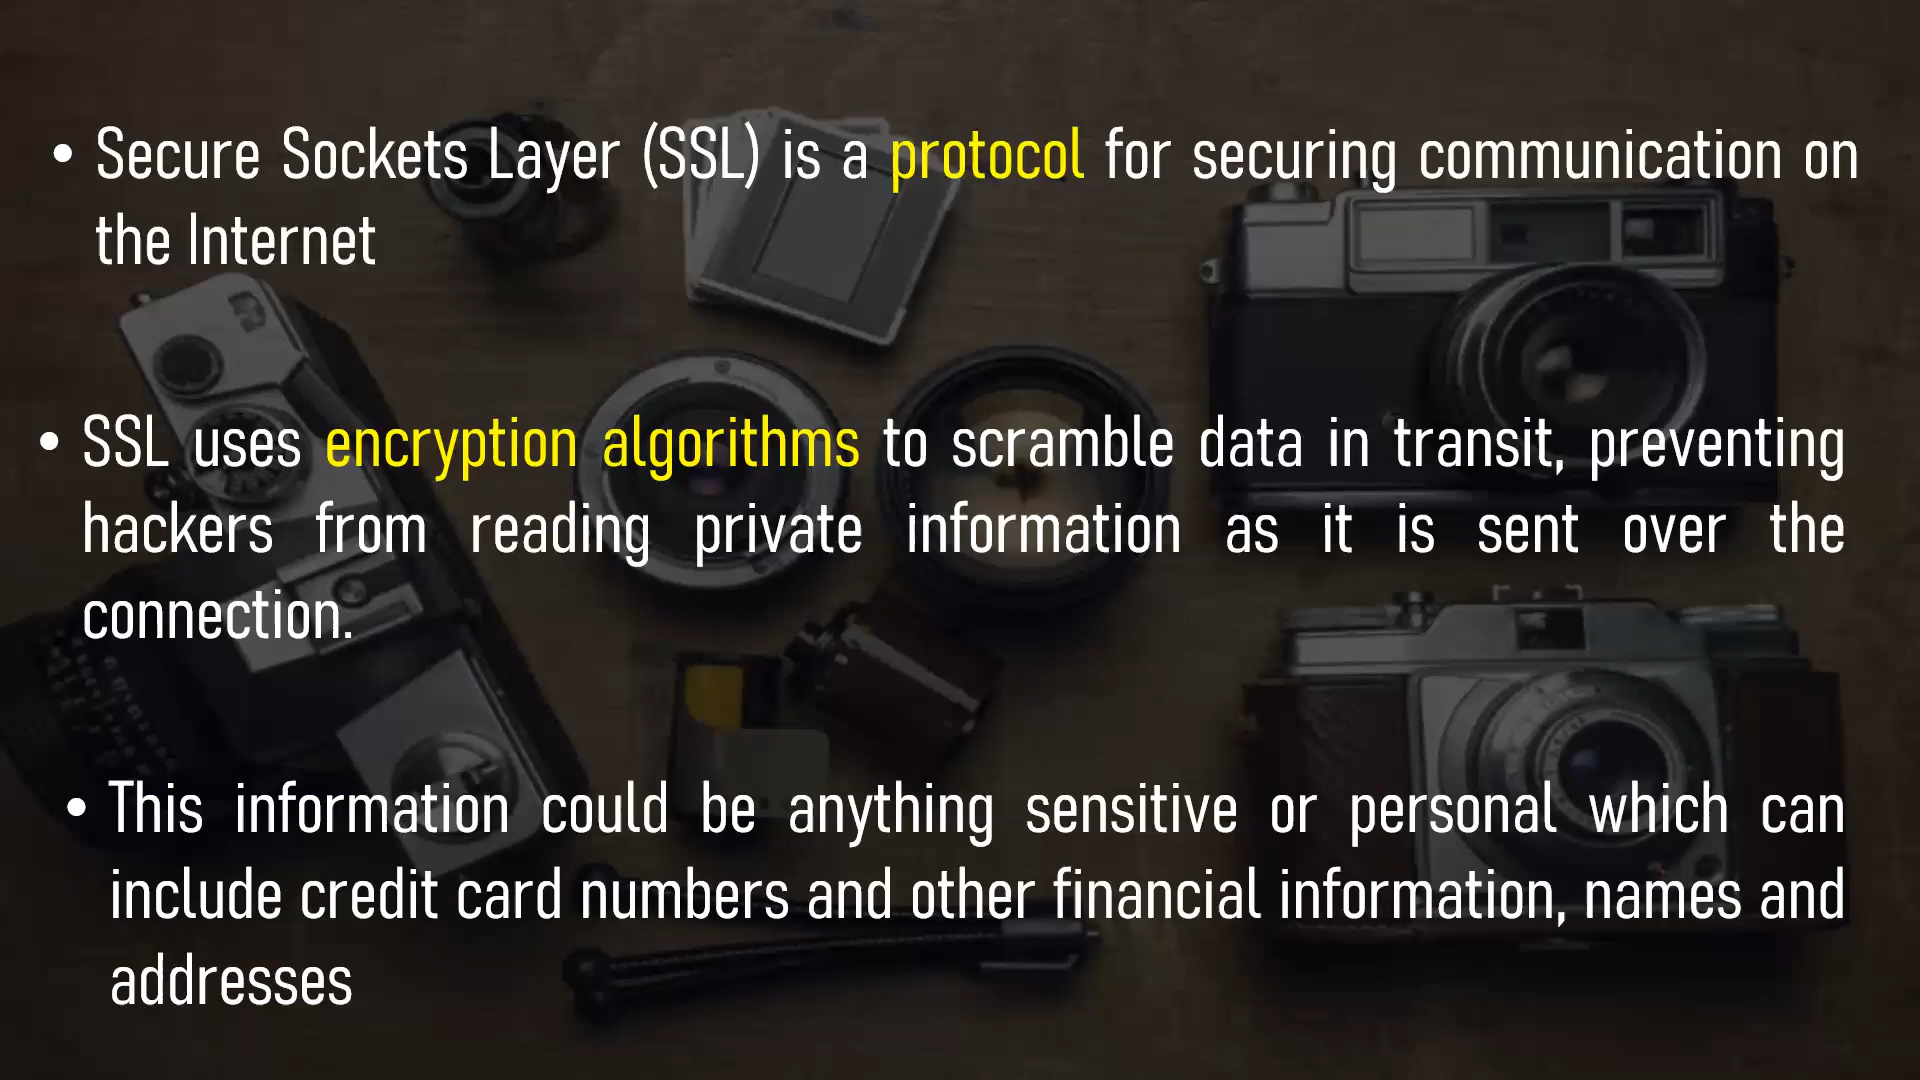 • Secure Sockets Layer (SSL) is a protocol for securing communication on
the Internet
• SSL uses encryption algorithms to scramble data in transit, preventing
hackers from reading private information as it is sent over the
connection.
• This information could be anything sensitive or personal which can
include credit card numbers and other financial information, names and
addresses